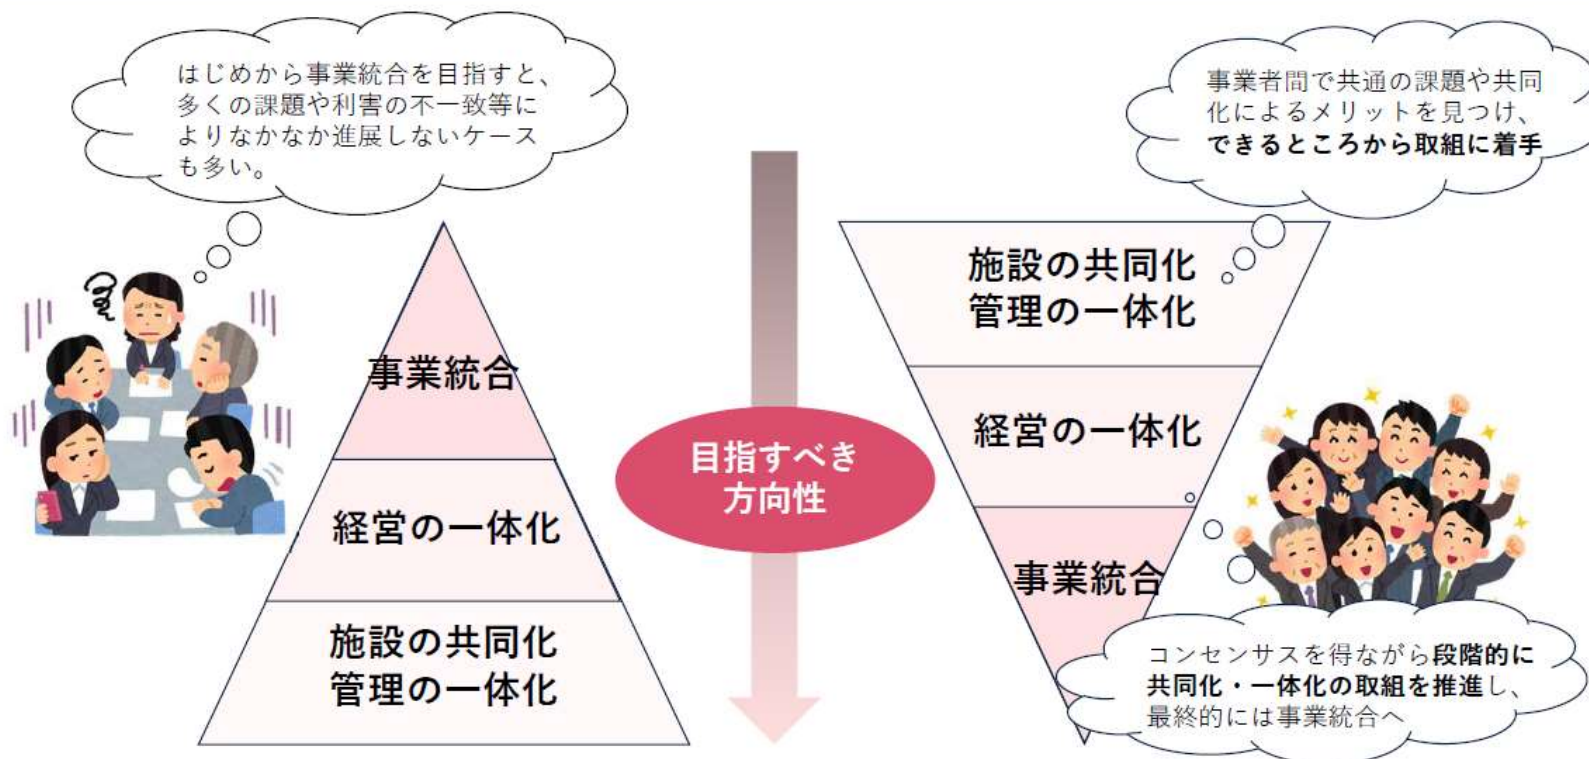 はじめから事業統合を目指すと、
多くの課題や利害の不一致等に
よりなかなか進展しないケース
も多い。
事業統合
経営の一体化
施設の共同化
管理の一体化
目指すべき
方向性
事業者間で共通の課題や共同
化によるメリットを見つけ、
できるところから取組に着手
施設の共同化
管理の一体化
経営の一体化
事業統合
コンセンサスを得ながら段階的に
共同化・一体化の取組を推進し、
最終的には事業統合へ